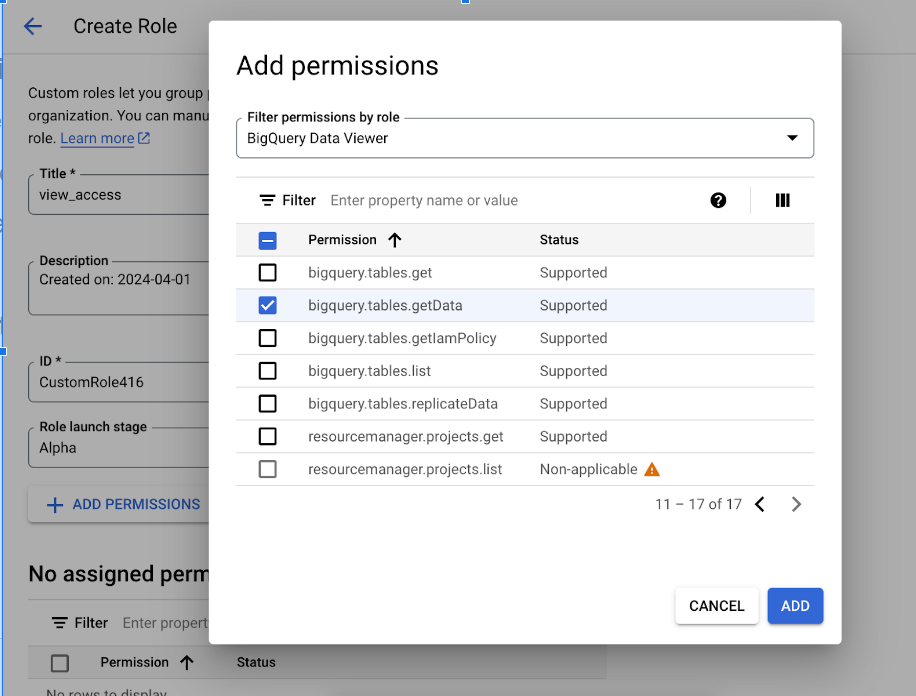 Create Role
Custom roles let you group
organization. You can manu
role. Learn more
Title *
view_access
Description
Created on: 2024-04-01
ID *
CustomRole416
Role launch stage
Alpha
ADD PERMISSIONS
No assigned perm
Filter Enter propert
Permission Status
No rows to display
Add permissions
Filter permissions by role
BigQuery Data Viewer
Filter Enter property name or value
Permission Status
bigquery.tables.get Supported
bigquery.tables.getData Supported
bigquery.tables.getIamPolicy Supported
bigquery.tables.list Supported
bigquery.tables.replicateData Supported
resourcemanager.projects.get Supported
resourcemanager.projects.list Non-applicable
11 – 17 of 17
CANCEL ADD